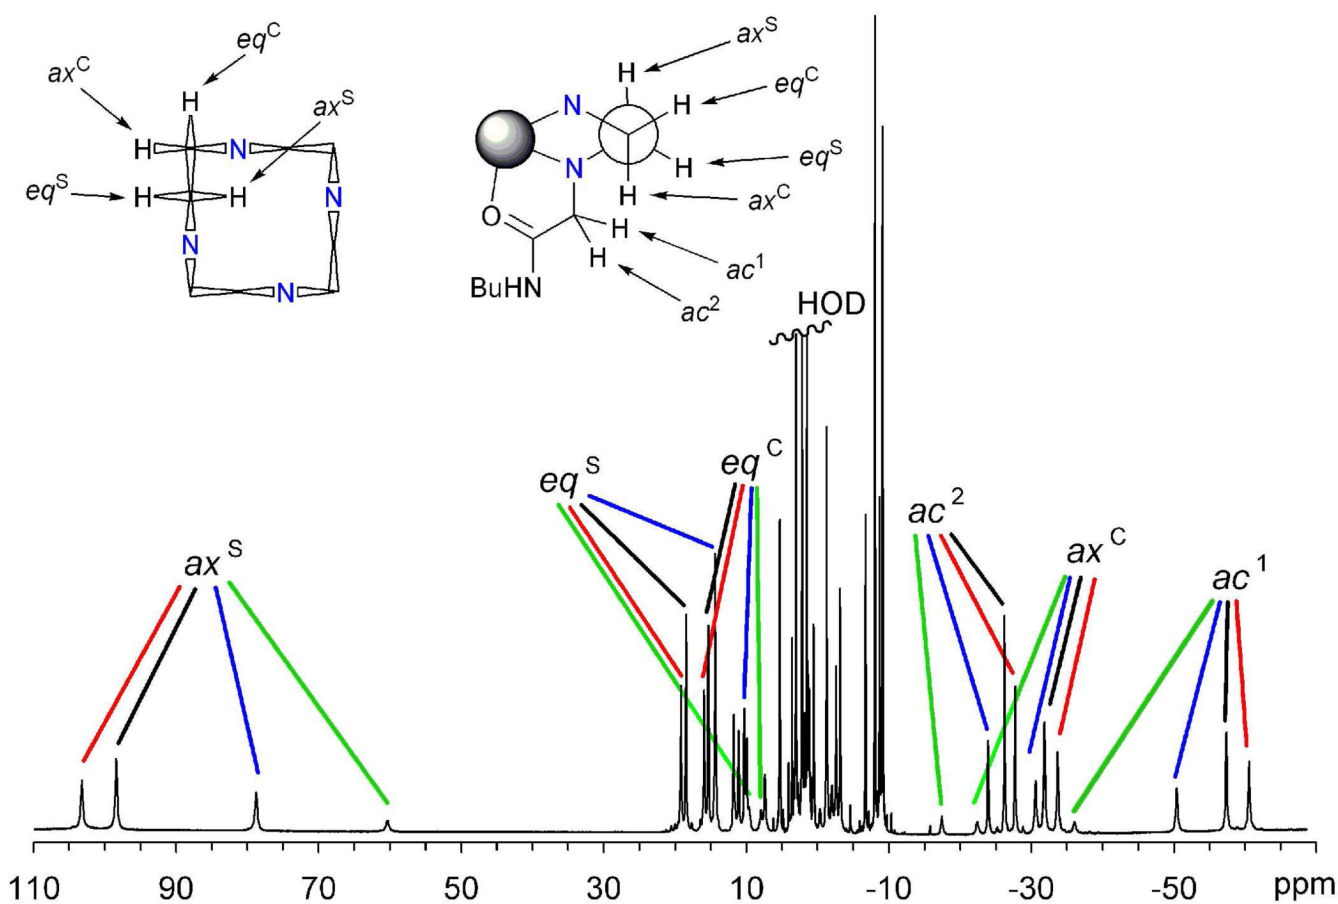 eq^C
ax^C
H
ax^S
H N
eq^S H H
N
N
N
ax^S
H
eq^C
N H
eq^S
N H
H
ax^C
O H
H
ac^1
BuHN
ac^2
HOD
eq^S
eq^C
ac^2
ax^C
ax^S
ac^1
110 90 70 50 30 10 -10 -30 -50 ppm